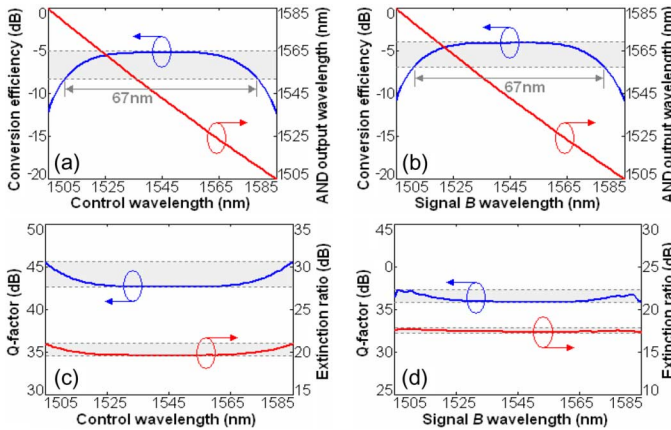 Conversion efficiency (dB)
0
-5
-10
-15
-20
67nm
(a)
1505 1525 1545 1565 1585
Control wavelength (nm)
1585
1565
1545
1525
1505
AND output wavelength (nm)
Conversion efficiency (dB)
0
-5
-10
-15
-20
67nm
(b)
1505 1525 1545 1565 1585
Signal B wavelength (nm)
1585
1565
1545
1525
1505
AND output wavelength (nm)
Q-factor (dB)
50
45
40
35
30
(c)
1505 1525 1545 1565 1585
Control wavelength (nm)
35
30
25
20
15
Extinction ratio (dB)
Q-factor (dB)
45
0
35
30
25
(d)
1505 1525 1545 1565 1585
Signal B wavelength (nm)
30
25
20
15
10
Extinction ratio (dB)